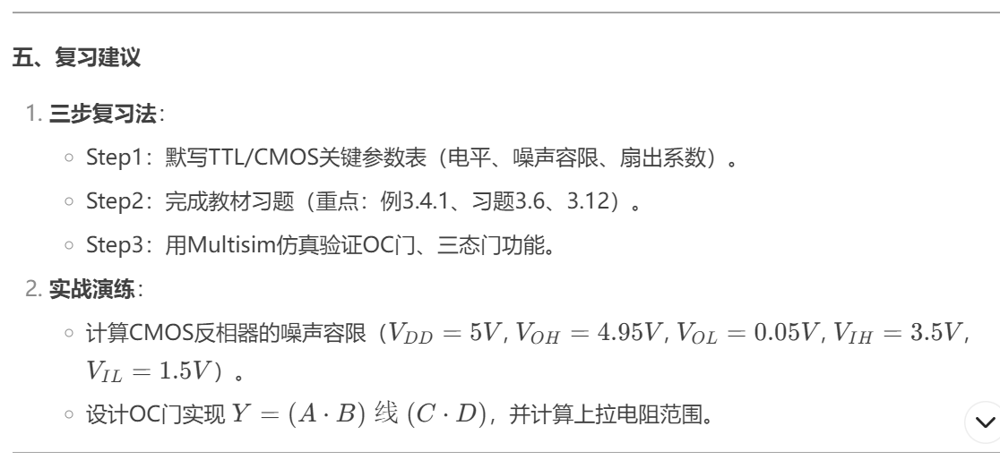 五、复习建议
1. 三步复习法：
Step1：默写TTL/CMOS关键参数表（电平、噪声容限、扇出系数）。
Step2：完成教材习题（重点：例3.4.1、习题3.6、3.12）。
Step3：用Multisim仿真验证OC门、三态门功能。
2. 实战演练：
计算CMOS反相器的噪声容限（V_{DD} = 5V, V_{OH} = 4.95V, V_{OL} = 0.05V, V_{IH} = 3.5V,
V_{IL} = 1.5V）。
设计OC门实现 Y = (A · B) 线 (C · D)，并计算上拉电阻范围。